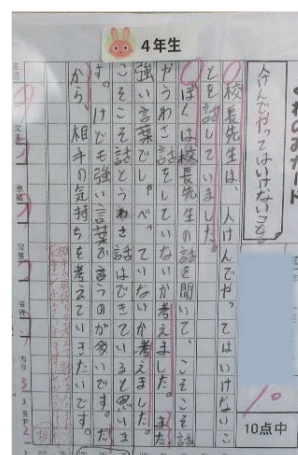 4年生
人けんでやってはいけないこと
校長先生は、人けんでやってはいけないこ
とを話していました。
ぼくは校長先生の話を聞いて、こそこそ話
やうわさ話をしていないか考えました。また
強い言葉でしゃべっていないか考えました。
こそこそ話とうわさ話はできていると思いま
す。けども強い言葉で言うのが多いです。だ
から、相手の気持ちを考えていきたいです。
10
10点中